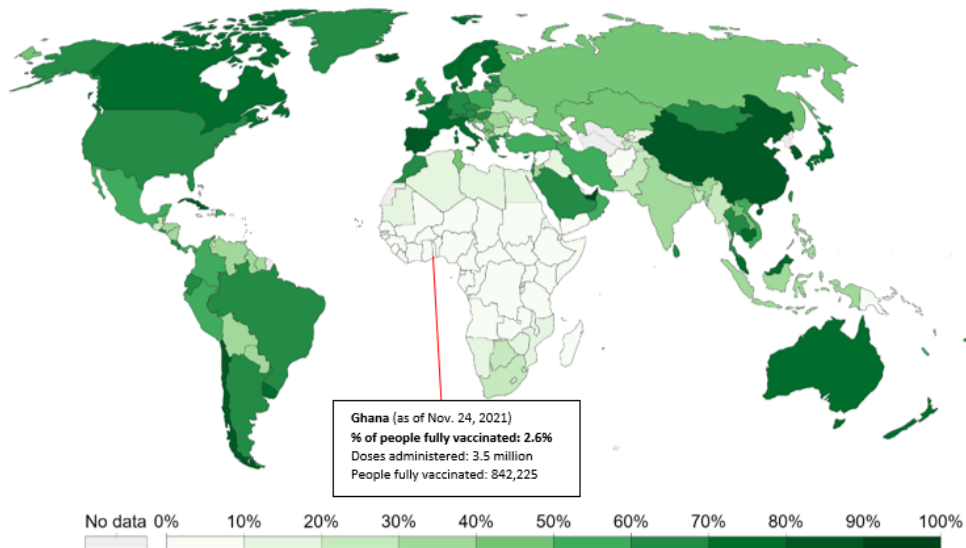 Ghana (as of Nov. 24, 2021)
% of people fully vaccinated: 2.6%
Doses administered: 3.5 million
People fully vaccinated: 842,225
No data 0% 10% 20% 30% 40% 50% 60% 70% 80% 90% 100%